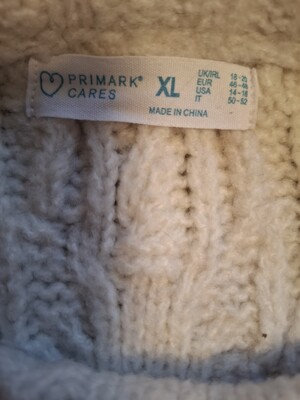 PRIMARK®
CARES
XL
UK/IRL 18-20
EUR 46-48
USA 14-16
IT 50-52
MADE IN CHINA